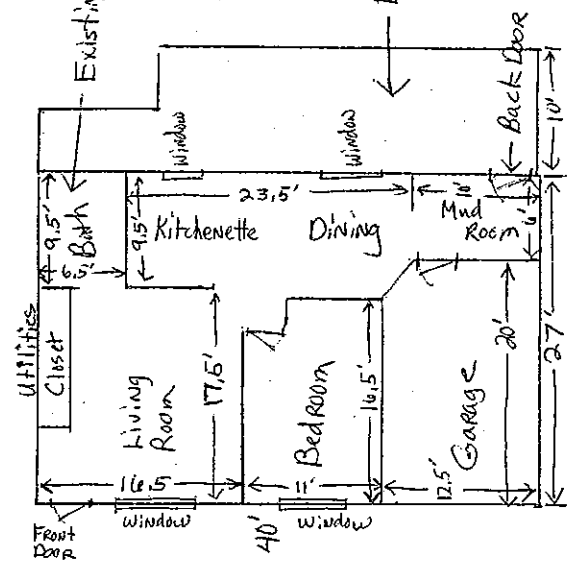 Existin
Back DOOR
10'
Window
Window
9.5'
Bath
6.5'
9.5'
23.5'
10'
Kitchenette
Dining
Mud
Room
6'
Utilities
Closet
Living
Room
17.5'
Bedroom
16.5'
Garage
20'
27'
16.5
11'
12.5'
FRONT
DOOR
Window
40'
Window